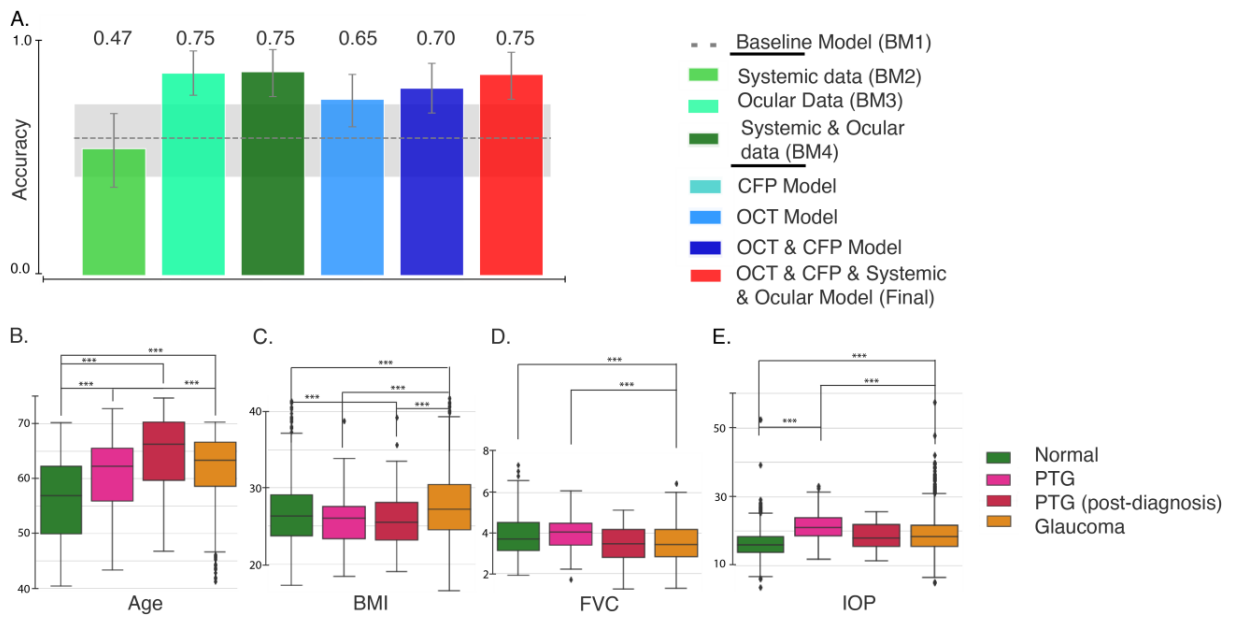 A.
0.47 0.75 0.75 0.65 0.70 0.75
1.0
0.0
Accuracy
Baseline Model (BM1)
Systemic data (BM2)
Ocular Data (BM3)
Systemic & Ocular
data (BM4)
CFP Model
OCT Model
OCT & CFP Model
OCT & CFP & Systemic
& Ocular Model (Final)
B.
***
***
***
***
70
60
50
40
Age
C.
***
***
***
***
40
30
20
BMI
D.
***
***
8
6
4
2
FVC
E.
***
***
***
50
30
10
IOP
Normal
PTG
PTG (post-diagnosis)
Glaucoma